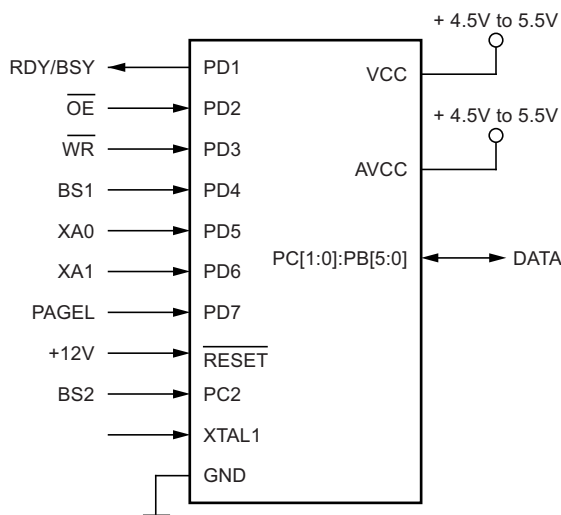 + 4.5V to 5.5V
RDY/BSY PD1 VCC
OE PD2 + 4.5V to 5.5V
WR PD3
BS1 PD4 AVCC
XA0 PD5
XA1 PD6 PC[1:0]:PB[5:0] DATA
PAGEL PD7
+12V RESET
BS2 PC2
XTAL1
GND